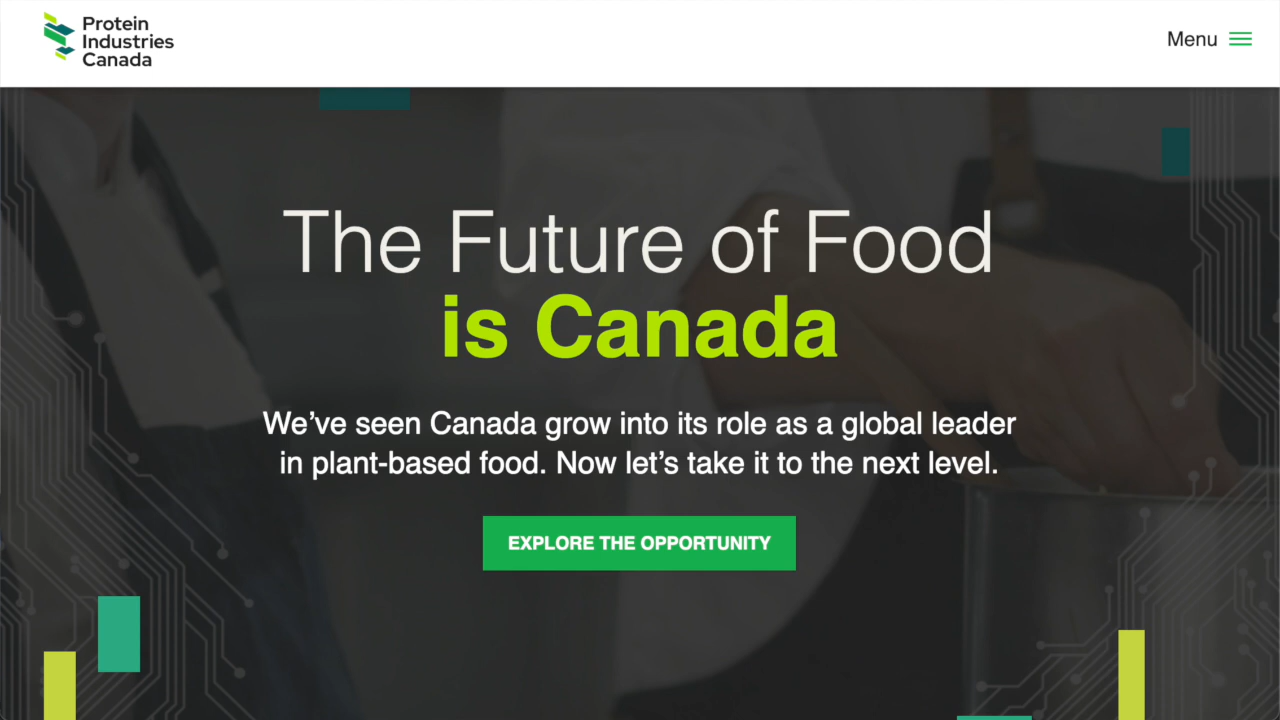 Protein
Industries
Canada
Menu
The Future of Food
is Canada
We’ve seen Canada grow into its role as a global leader
in plant-based food. Now let’s take it to the next level.
EXPLORE THE OPPORTUNITY